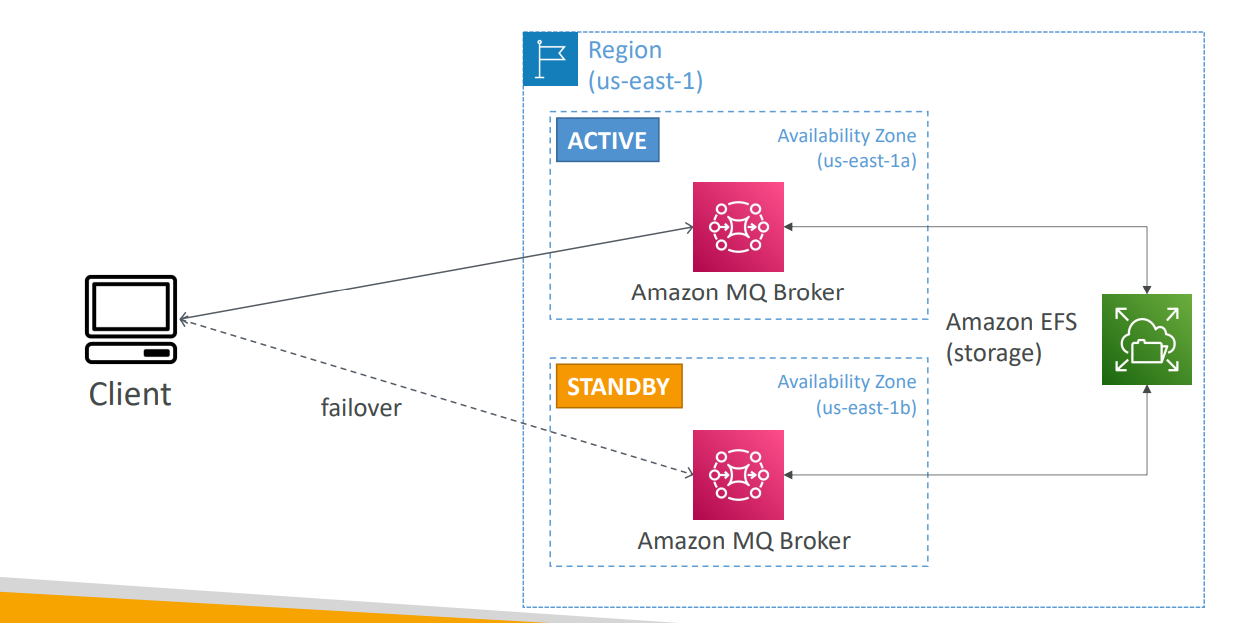 Region
(us-east-1)
ACTIVE
Availability Zone
(us-east-1a)
Amazon MQ Broker
Client
failover
Amazon EFS
(storage)
STANDBY
Availability Zone
(us-east-1b)
Amazon MQ Broker